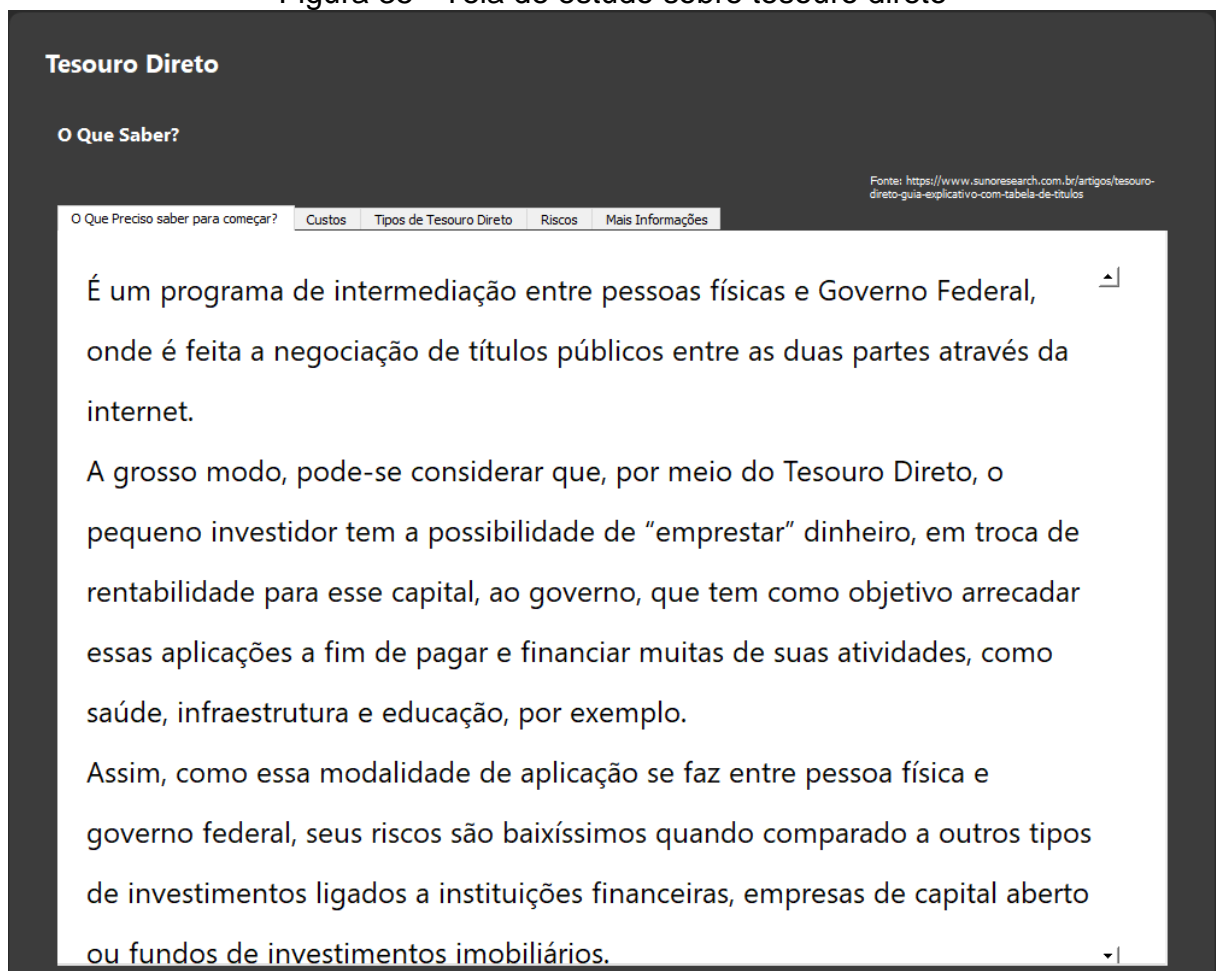 Tela de estudo sobre tesouro direto
Tesouro Direto
O Que Saber?
Fonte: https://www.sunoresearch.com.br/artigos/tesouro-
direto-guia-explicativo-com-tabela-de-titulos
O Que Preciso saber para começar? Custos Tipos de Tesouro Direto Riscos Mais Informações
É um programa de intermediação entre pessoas físicas e Governo Federal,
onde é feita a negociação de títulos públicos entre as duas partes através da
internet.
A grosso modo, pode-se considerar que, por meio do Tesouro Direto, o
pequeno investidor tem a possibilidade de “emprestar” dinheiro, em troca de
rentabilidade para esse capital, ao governo, que tem como objetivo arrecadar
essas aplicações a fim de pagar e financiar muitas de suas atividades, como
saúde, infraestrutura e educação, por exemplo.
Assim, como essa modalidade de aplicação se faz entre pessoa física e
governo federal, seus riscos são baixíssimos quando comparado a outros tipos
de investimentos ligados a instituições financeiras, empresas de capital aberto
ou fundos de investimentos imobiliários.